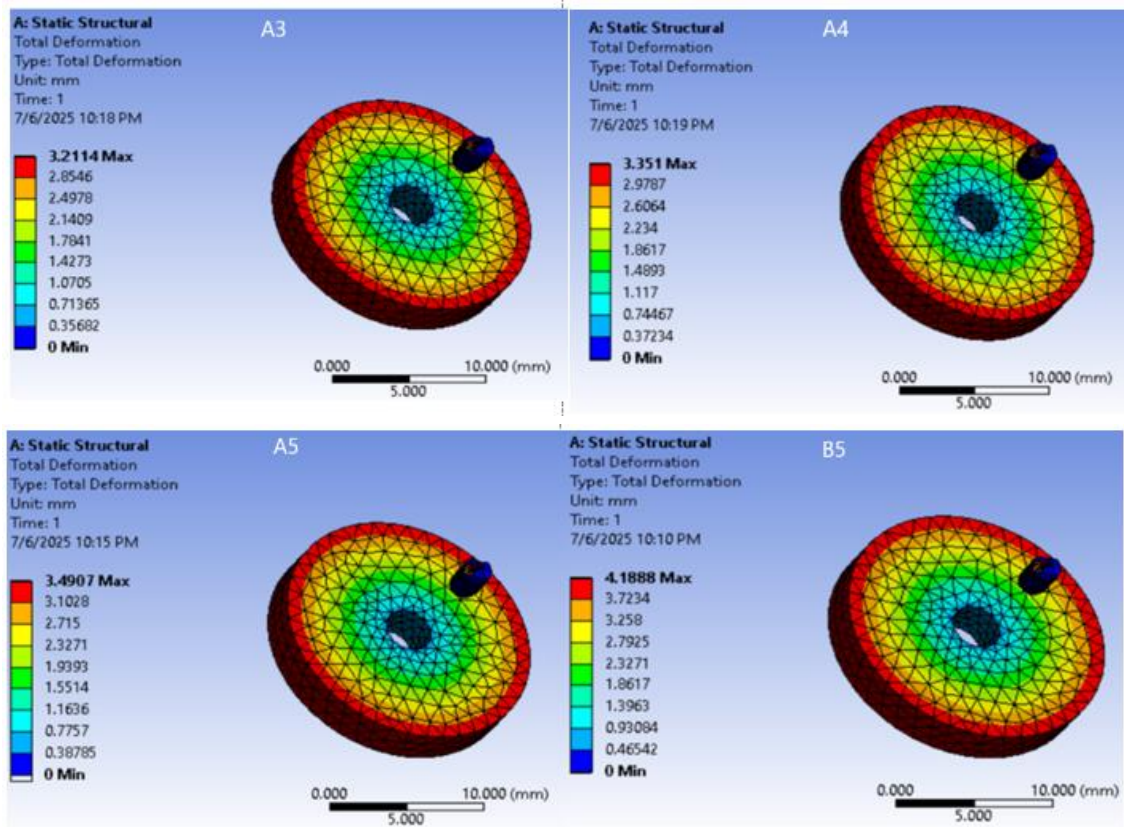 A: Static Structural
Total Deformation
Type: Total Deformation
Unit: mm
Time: 1
7/6/2025 10:18 PM
A3
3.2114 Max
2.8546
2.4978
2.1409
1.7841
1.4273
1.0705
0.71365
0.35682
0 Min
0.000
10.000 (mm)
5.000
A: Static Structural
Total Deformation
Type: Total Deformation
Unit: mm
Time: 1
7/6/2025 10:19 PM
A4
3.351 Max
2.9787
2.6064
2.234
1.8617
1.4893
1.117
0.74467
0.37234
0 Min
0.000
10.000 (mm)
5.000
A: Static Structural
Total Deformation
Type: Total Deformation
Unit: mm
Time: 1
7/6/2025 10:15 PM
A5
3.4907 Max
3.1028
2.715
2.3271
1.9393
1.5514
1.1636
0.7757
0.38785
0 Min
0.000
10.000 (mm)
5.000
A: Static Structural
Total Deformation
Type: Total Deformation
Unit: mm
Time: 1
7/6/2025 10:10 PM
B5
4.1888 Max
3.7234
3.258
2.7925
2.3271
1.8617
1.3963
0.93084
0.46542
0 Min
0.000
10.000 (mm)
5.000